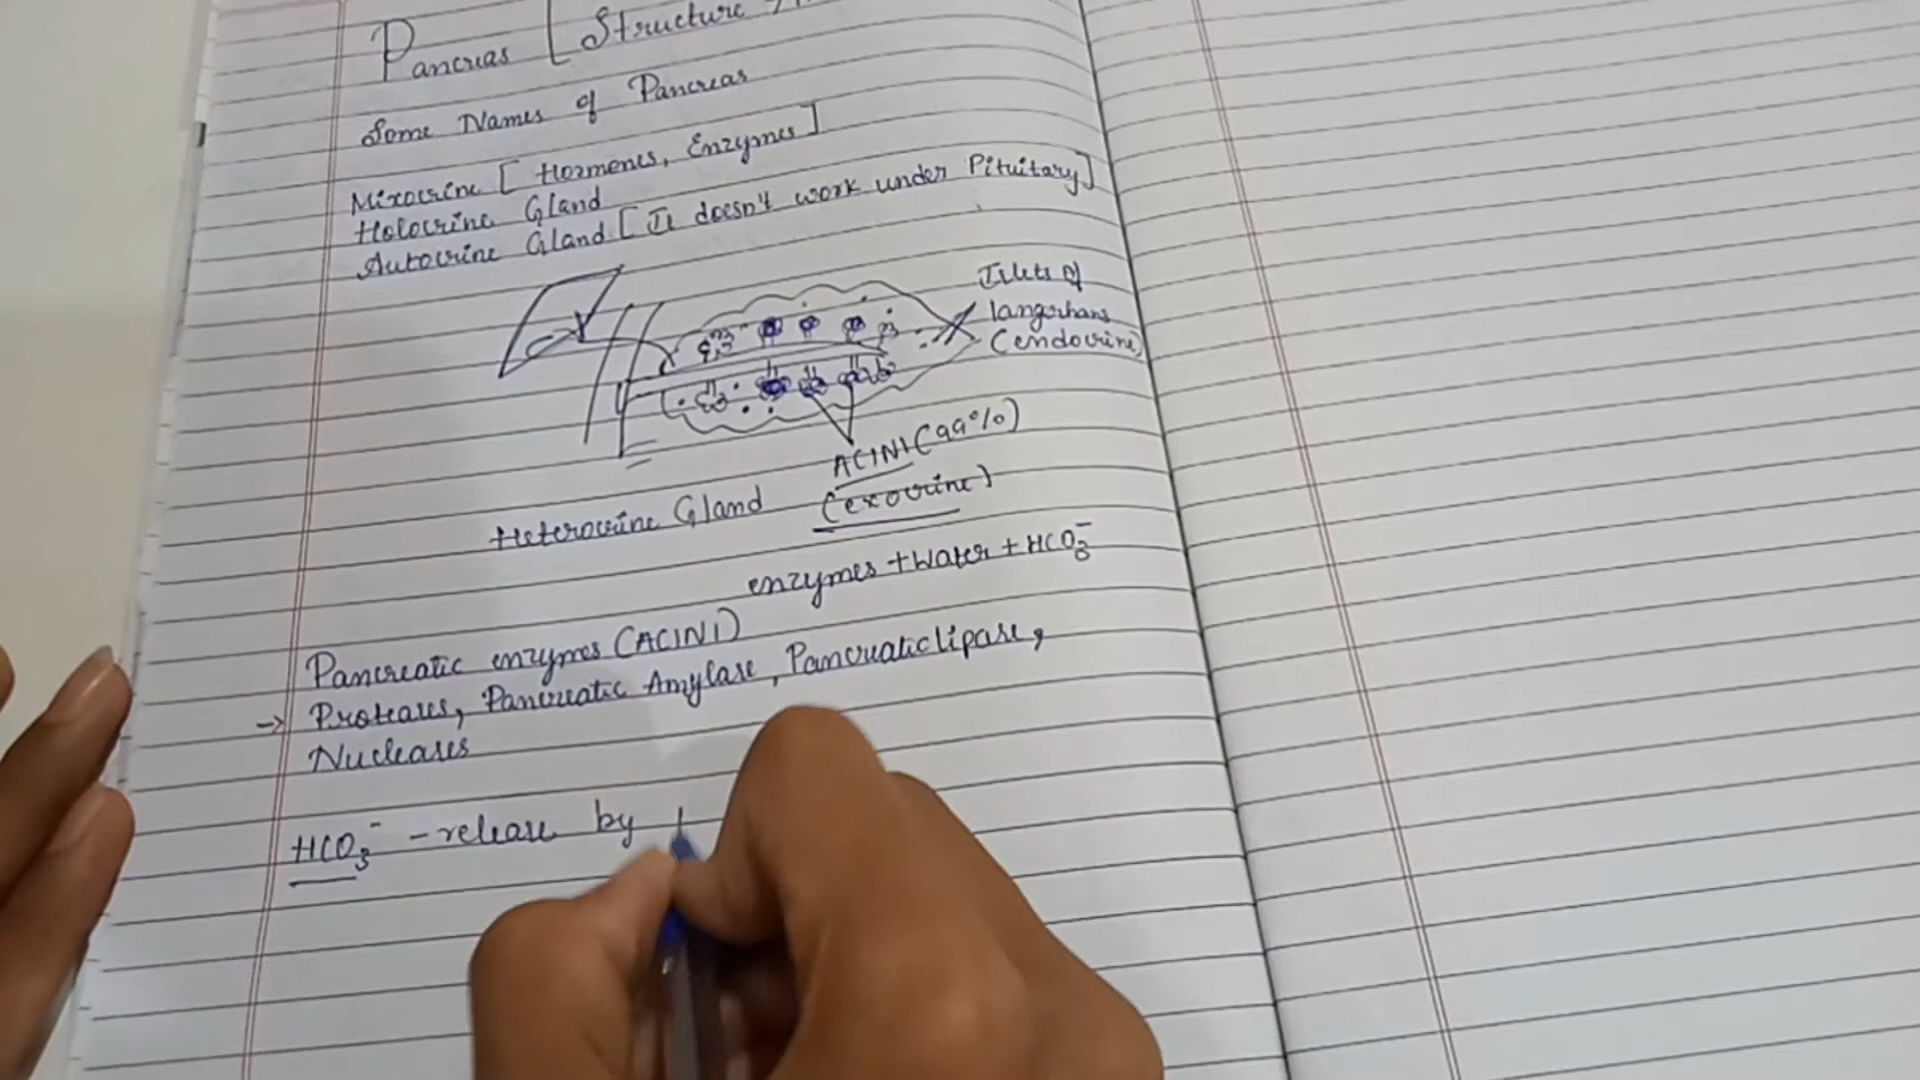 Pancreas [ Structure
Some Names of Pancreas
Mixocrine [ Hormones, Enzymes ]
Holocrine Gland
Autocrine Gland [ It doesn't work under Pituitary ]
Islets of
langerhans
(endocrine)
ACINI (99%)
(exocrine)
Heterocrine Gland
enzymes + Water + HCO₃⁻
Pancreatic enzymes (ACINI)
→ Proteases, Pancreatic Amylase, Pancreatic lipase,
Nucleases
HCO₃⁻ - release by